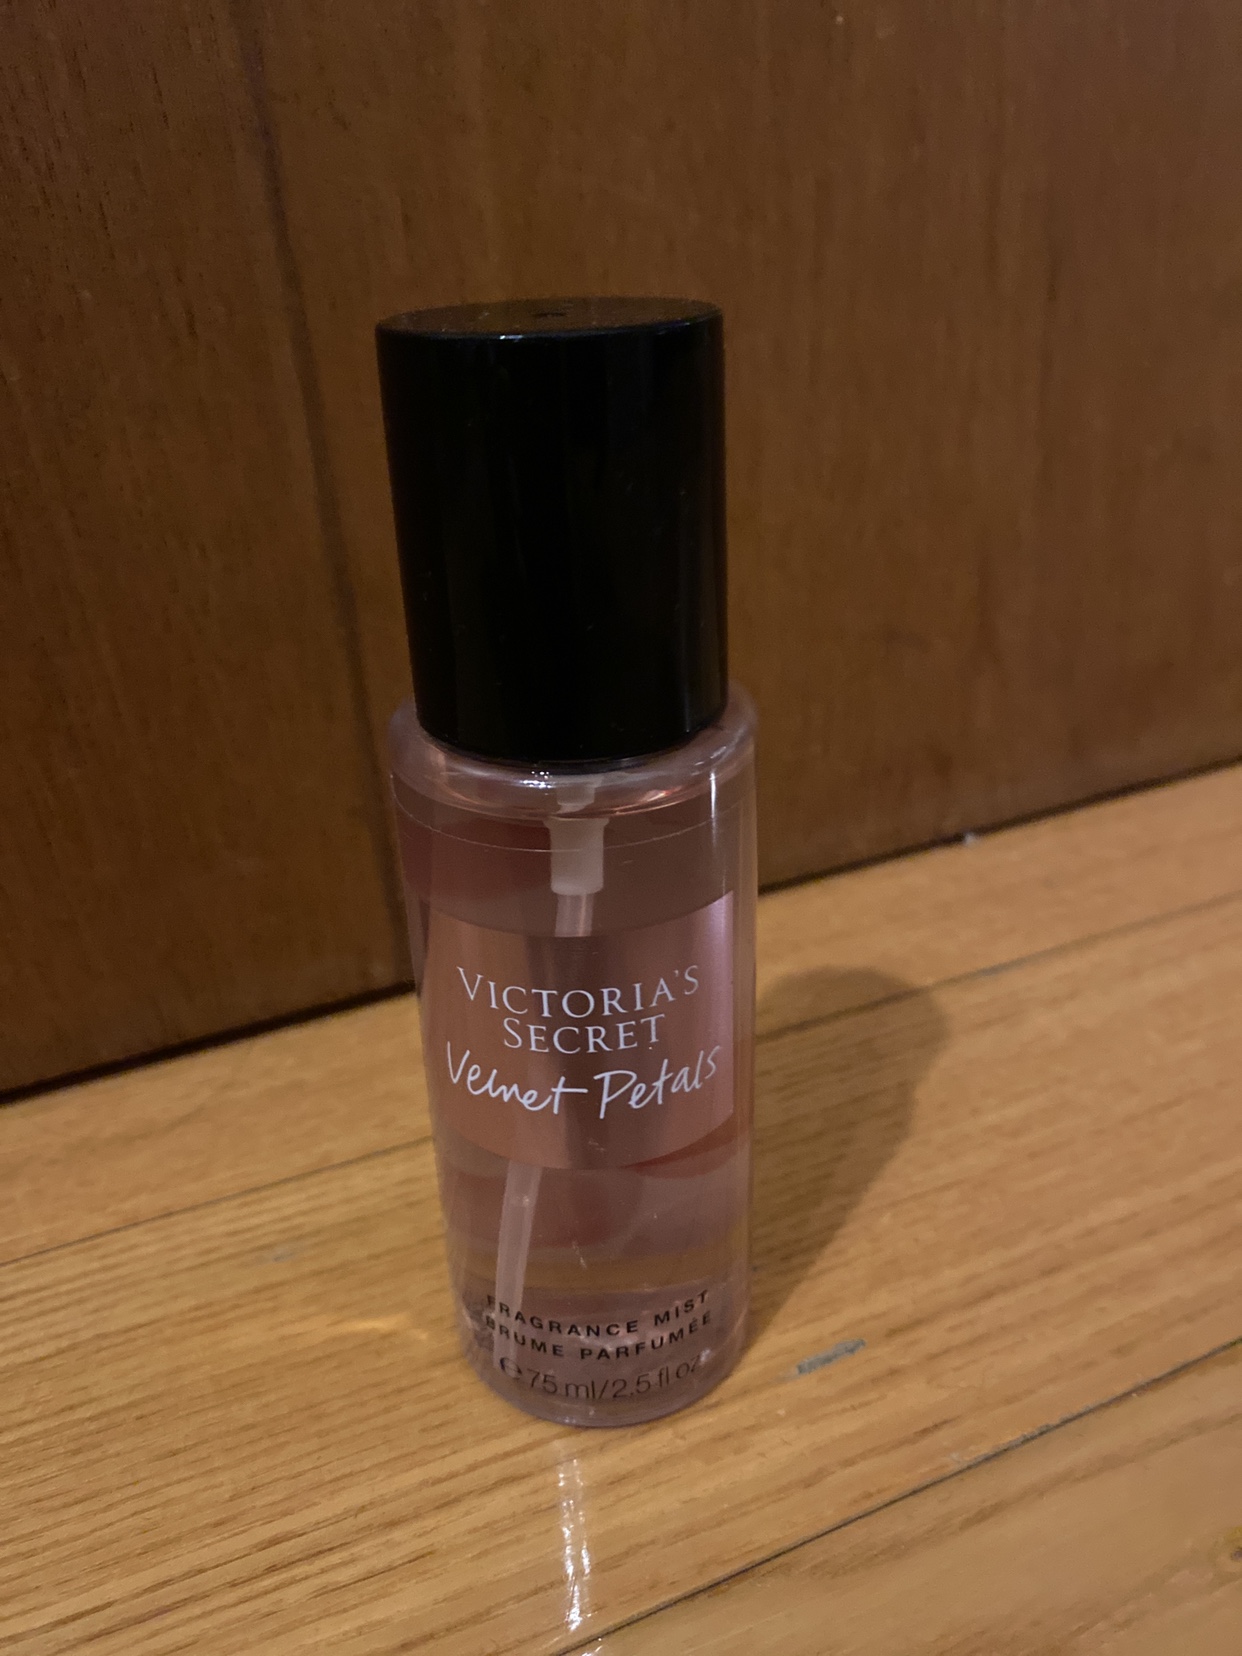 VICTORIA'S
SECRET
Velvet Petals
FRAGRANCE MIST
BRUME PARFUMÉE
℮ 75 ml/2.5 fl oz